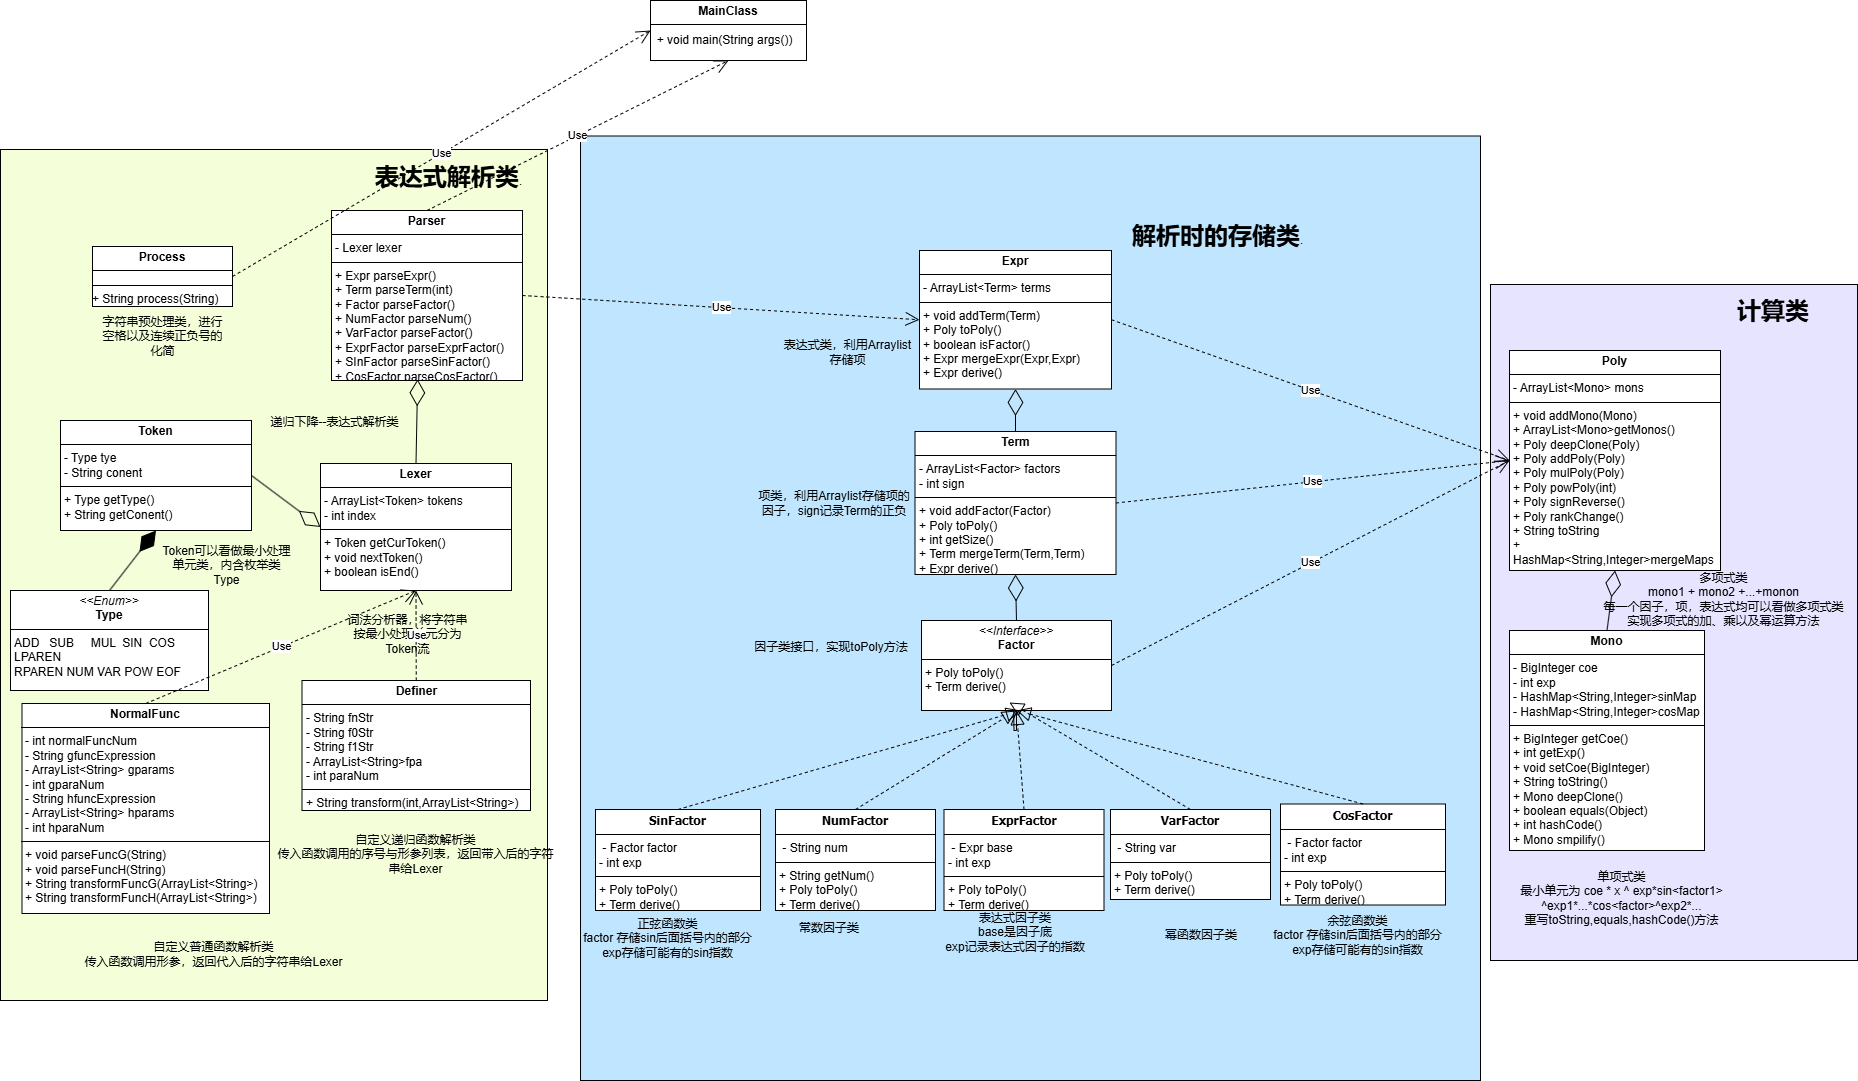 MainClass
+ void main(String args())
Use
Use
表达式解析类
Parser
- Lexer lexer
+ Expr parseExpr()
+ Term parseTerm(int)
+ Factor parseFactor()
+ NumFactor parseNum()
+ VarFactor parseFactor()
+ ExprFactor parseExprFactor()
+ SInFactor parseSinFactor()
+ CosFactor parseCosFactor()
Process
+ String process(String)
字符串预处理类，进行
空格以及连续正负号的
化简
递归下降--表达式解析类
Token
- Type tye
- String conent
+ Type getType()
+ String getConent()
Token可以看做最小处理
单元类，内含枚举类
Type
Lexer
- ArrayList<Token> tokens
- int index
+ Token getCurToken()
+ void nextToken()
+ boolean isEnd()
词法分析器，将字符串
按最小处理单元分为
Token流
Use
Use
<<Enum>>
Type
ADD SUB MUL SIN COS
LPAREN
RPAREN NUM VAR POW EOF
NormalFunc
- int normalFuncNum
- String gfuncExpression
- ArrayList<String> gparams
- int gparaNum
- String hfuncExpression
- ArrayList<String> hparams
- int hparaNum
+ void parseFuncG(String)
+ void parseFuncH(String)
+ String transformFuncG(ArrayList<String>)
+ String transformFuncH(ArrayList<String>)
自定义普通函数解析类
传入函数调用形参，返回代入后的字符串给Lexer
Definer
- String fnStr
- String f0Str
- String f1Str
- ArrayList<String>fpa
- int paraNum
+ String transform(int,ArrayList<String>)
自定义递归函数解析类
传入函数调用的序号与形参列表，返回带入后的字符
串给Lexer
解析时的存储类
Use
Expr
- ArrayList<Term> terms
+ void addTerm(Term)
+ Poly toPoly()
+ boolean isFactor()
+ Expr mergeExpr(Expr,Expr)
+ Expr derive()
表达式类，利用Arraylist
存储项
Term
- ArrayList<Factor> factors
- int sign
+ void addFactor(Factor)
+ Poly toPoly()
+ int getSize()
+ Term mergeTerm(Term,Term)
+ Expr derive()
项类，利用Arraylist存储项的
因子，sign记录Term的正负
<<Interface>>
Factor
+ Poly toPoly()
+ Term derive()
因子类接口，实现toPoly方法
Use
Use
Use
SinFactor
- Factor factor
- int exp
+ Poly toPoly()
+ Term derive()
正弦函数类
factor 存储sin后面括号内的部分
exp存储可能有的sin指数
NumFactor
- String num
+ String getNum()
+ Poly toPoly()
+ Term derive()
常数因子类
ExprFactor
- Expr base
- int exp
+ Poly toPoly()
+ Term derive()
表达式因子类
base是因子底
exp记录表达式因子的指数
VarFactor
- String var
+ Poly toPoly()
+ Term derive()
幂函数因子类
CosFactor
- Factor factor
- int exp
+ Poly toPoly()
+ Term derive()
余弦函数类
factor 存储sin后面括号内的部分
exp存储可能有的sin指数
计算类
Poly
- ArrayList<Mono> mons
+ void addMono(Mono)
+ ArrayList<Mono>getMonos()
+ Poly deepClone(Poly)
+ Poly addPoly(Poly)
+ Poly mulPoly(Poly)
+ Poly powPoly(int)
+ Poly signReverse()
+ Poly rankChange()
+ String toString
+
HashMap<String,Integer>mergeMaps
多项式类
mono1 + mono2 +...+monon
每一个因子，项，表达式均可以看做多项式类
实现多项式的加、乘以及幂运算方法
Mono
- BigInteger coe
- int exp
- HashMap<String,Integer>sinMap
- HashMap<String,Integer>cosMap
+ BigInteger getCoe()
+ int getExp()
+ void setCoe(BigInteger)
+ String toString()
+ Mono deepClone()
+ boolean equals(Object)
+ int hashCode()
+ Mono smpilify()
单项式类
最小单元为 coe * x ^ exp*sin<factor1>
^exp1*...*cos<factor>^exp2*...
重写toString,equals,hashCode()方法